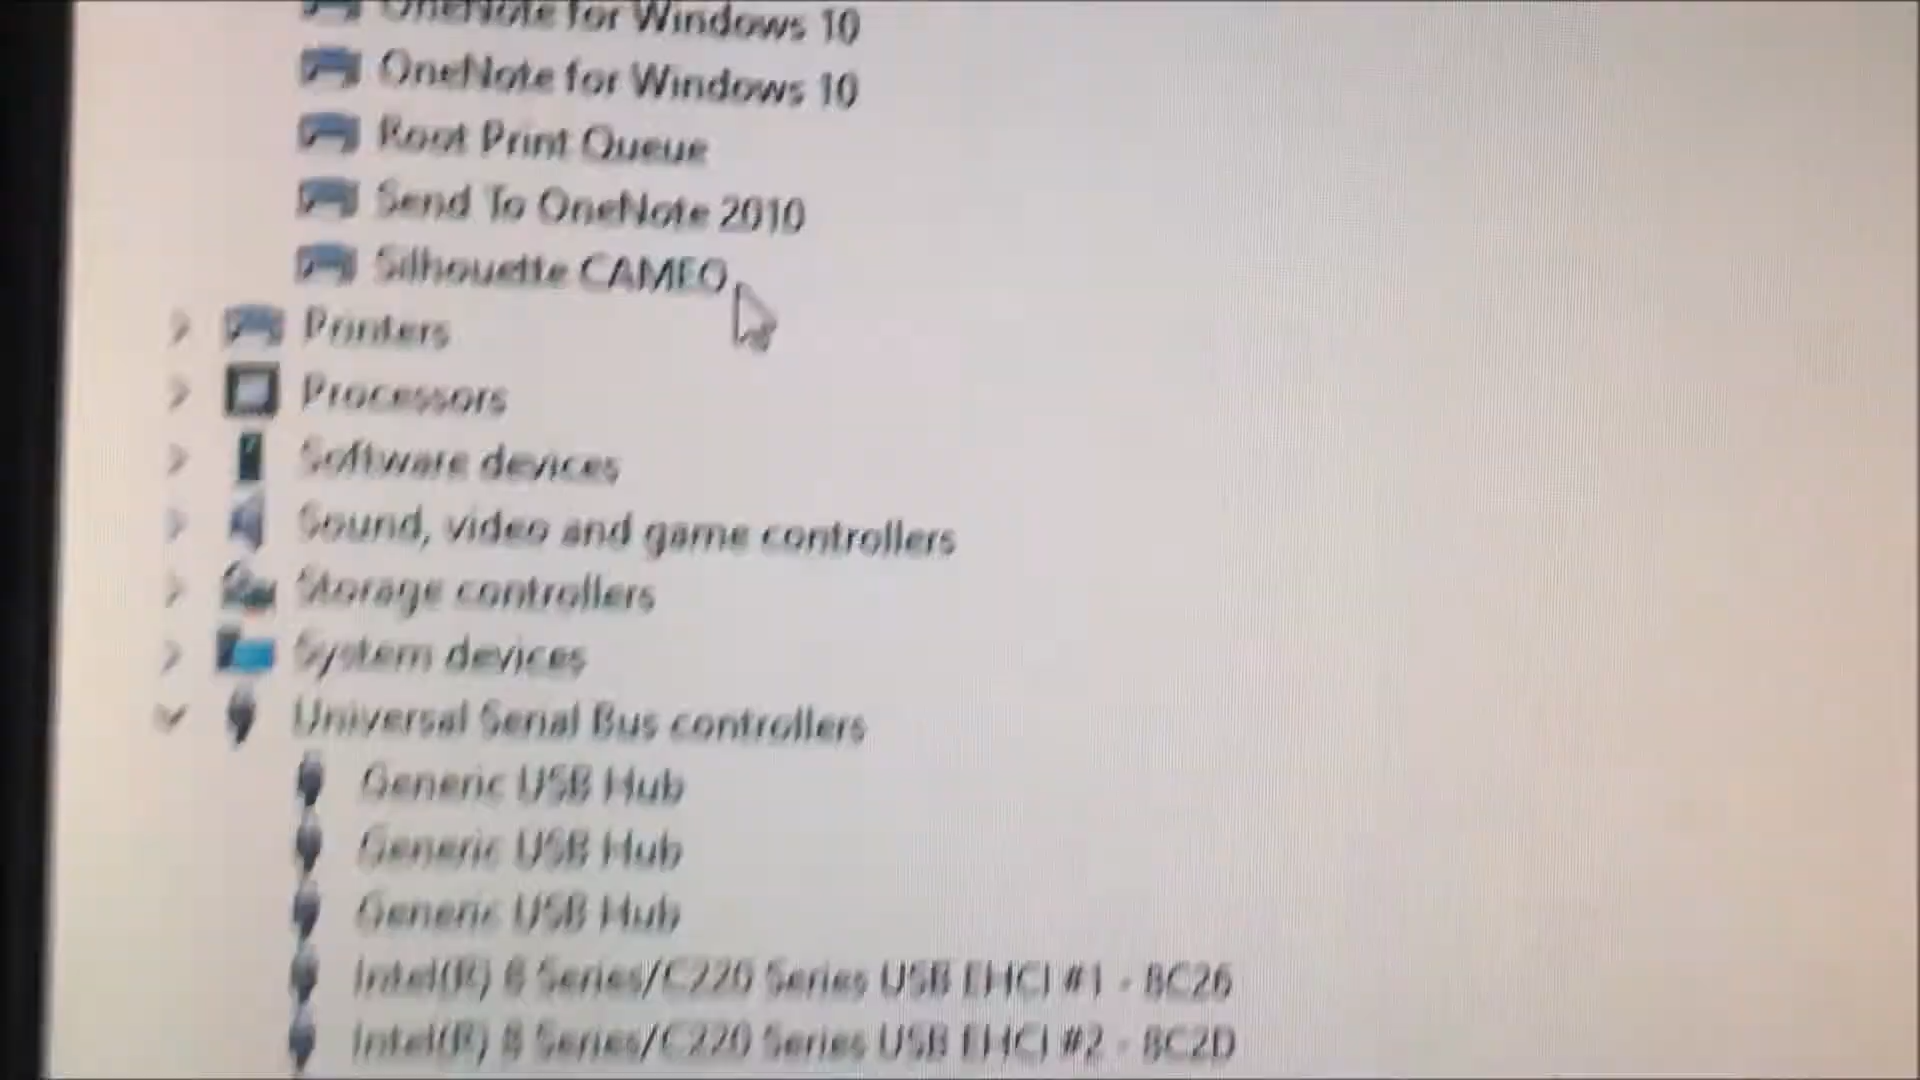 OneNote for Windows 10
OneNote for Windows 10
Root Print Queue
Send To OneNote 2010
Silhouette CAMEO
Printers
Processors
Software devices
Sound, video and game controllers
Storage controllers
System devices
Universal Serial Bus controllers
Generic USB Hub
Generic USB Hub
Generic USB Hub
Intel(R) 8 Series/C220 Series USB EHCI #1 - 8C26
Intel(R) 8 Series/C220 Series USB EHCI #2 - 8C2D